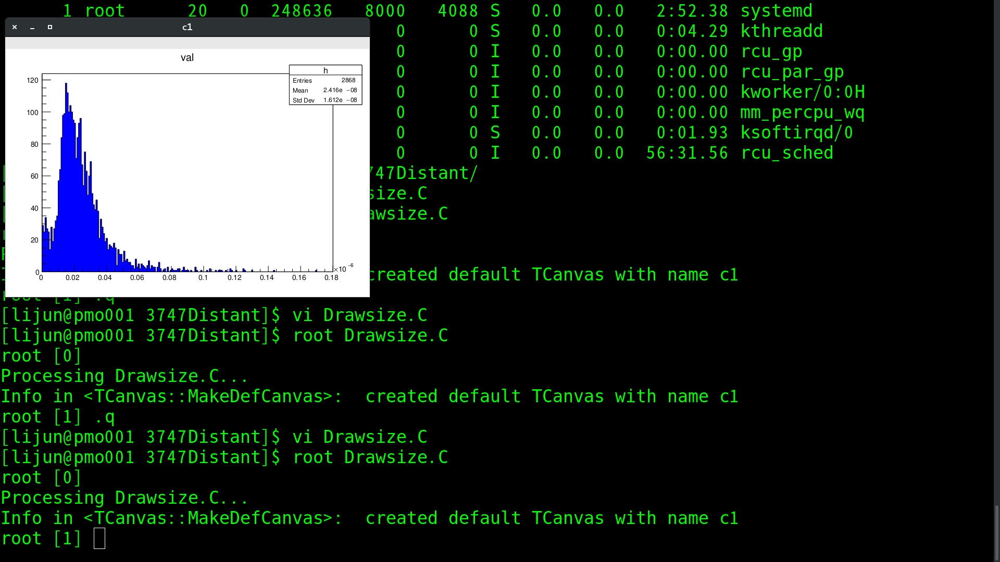 1 root 20 0 248636 8000 4088 S 0.0 0.0 2:52.38 systemd
c1
0 0 S 0.0 0.0 0:04.29 kthreadd
0 0 I 0.0 0.0 0:00.00 rcu_gp
0 0 I 0.0 0.0 0:00.00 rcu_par_gp
0 0 I 0.0 0.0 0:00.00 kworker/0:0H
0 0 I 0.0 0.0 0:00.00 mm_percpu_wq
0 0 S 0.0 0.0 0:01.93 ksoftirqd/0
0 0 I 0.0 0.0 56:31.56 rcu_sched
val
h
Entries 2868
Mean 2.416e −08
Std Dev 1.612e −08
120
100
80
60
40
20
0
0 0.02 0.04 0.06 0.08 0.1 0.12 0.14 0.16 0.18
×10 −6
47Distant/
size.C
awsize.C
created default TCanvas with name c1
root [1] .q
[lijun@pmo001 3747Distant]$ vi Drawsize.C
[lijun@pmo001 3747Distant]$ root Drawsize.C
root [0]
Processing Drawsize.C...
Info in <TCanvas::MakeDefCanvas>:  created default TCanvas with name c1
root [1] .q
[lijun@pmo001 3747Distant]$ vi Drawsize.C
[lijun@pmo001 3747Distant]$ root Drawsize.C
root [0]
Processing Drawsize.C...
Info in <TCanvas::MakeDefCanvas>:  created default TCanvas with name c1
root [1]